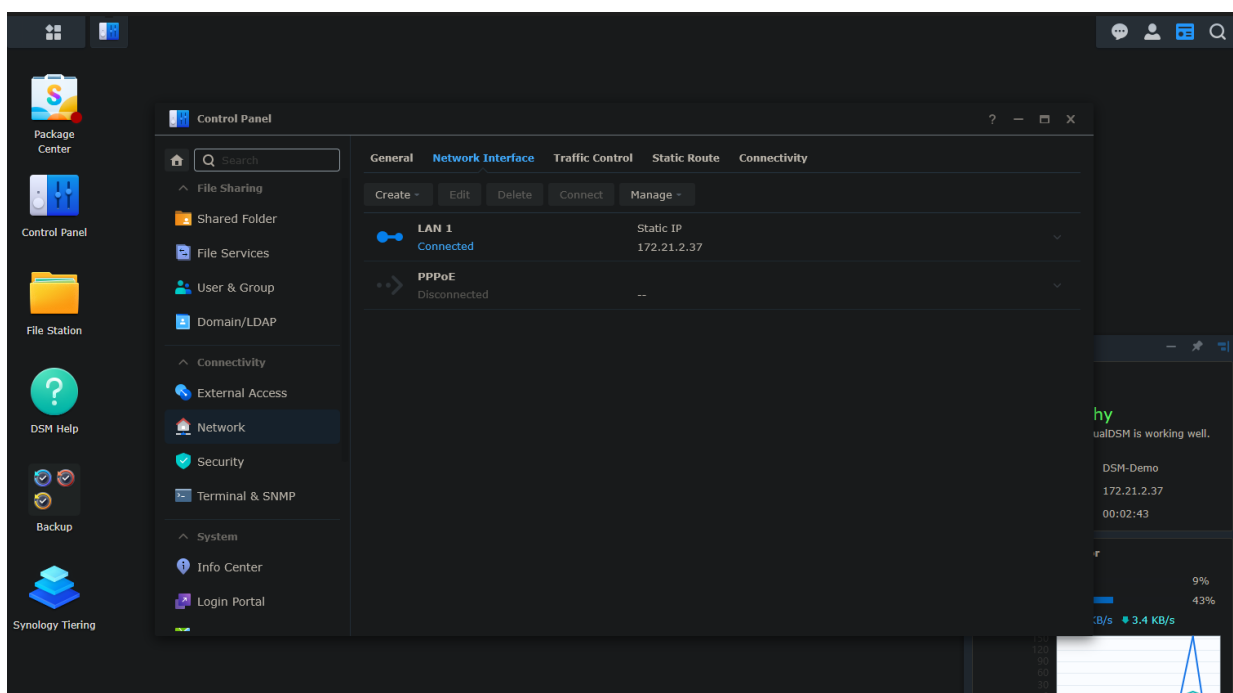 Package
Center
Control Panel
File Station
DSM Help
Backup
Synology Tiering
Control Panel
?
Search
File Sharing
Shared Folder
File Services
User & Group
Domain/LDAP
Connectivity
External Access
Network
Security
Terminal & SNMP
System
Info Center
Login Portal
General Network Interface Traffic Control Static Route Connectivity
Create Edit Delete Connect Manage
LAN 1 Static IP
Connected 172.21.2.37
PPPoE
Disconnected --
hy
ualDSM is working well.
DSM-Demo
172.21.2.37
00:02:43
r
9%
43%
KB/s 3.4 KB/s
120
90
60
30